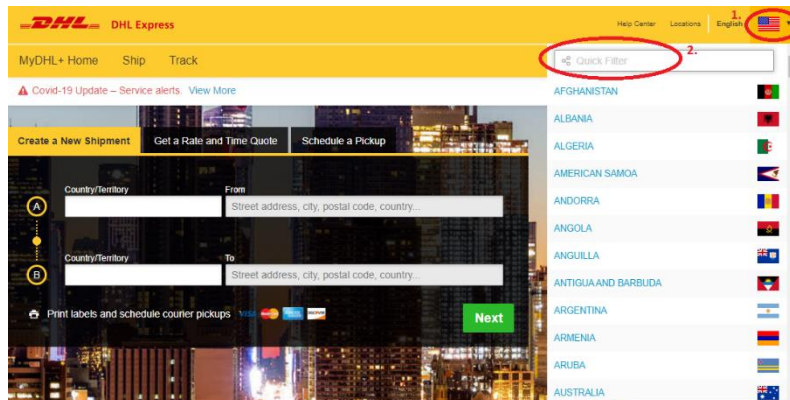 DHL DHL Express
Help Center Locations English
1.
MyDHL+ Home Ship Track
2.
Quick Filter
Covid-19 Update – Service alerts. View More
Create a New Shipment Get a Rate and Time Quote Schedule a Pickup
Country/Territory From
A Street address, city, postal code, country...
Country/Territory To
B Street address, city, postal code, country...
Print labels and schedule courier pickups VISA
Next
AFGHANISTAN
ALBANIA
ALGERIA
AMERICAN SAMOA
ANDORRA
ANGOLA
ANGUILLA
ANTIGUA AND BARBUDA
ARGENTINA
ARMENIA
ARUBA
AUSTRALIA